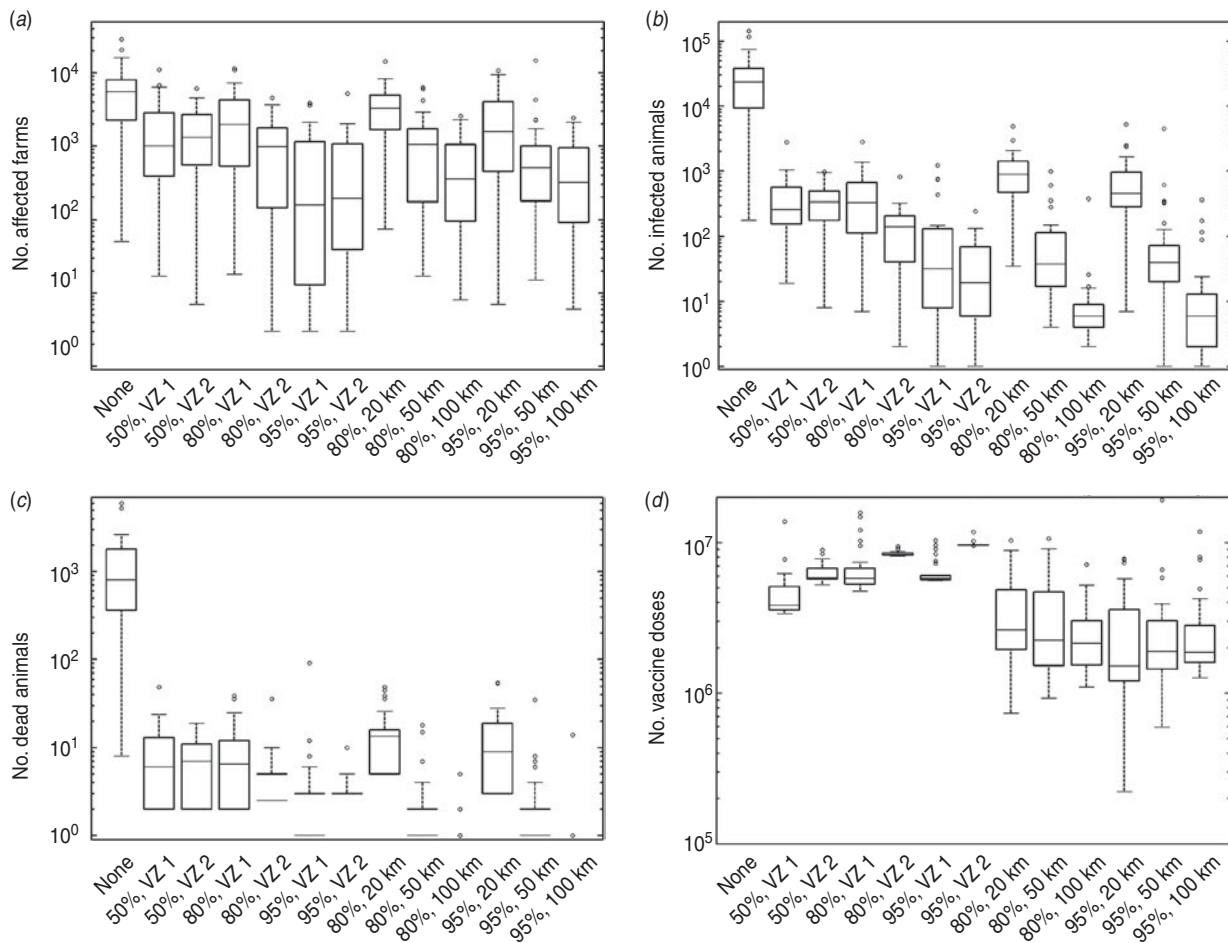 (a)
No. affected farms
10^4
10^3
10^2
10^1
10^0
None
50%, VZ 1
50%, VZ 2
80%, VZ 1
80%, VZ 2
95%, VZ 1
95%, VZ 2
80%, 20 km
80%, 50 km
80%, 100 km
95%, 20 km
95%, 50 km
95%, 100 km
(b)
No. infected animals
10^5
10^4
10^3
10^2
10^1
10^0
None
50%, VZ 1
50%, VZ 2
80%, VZ 1
80%, VZ 2
95%, VZ 1
95%, VZ 2
80%, 20 km
80%, 50 km
80%, 100 km
95%, 20 km
95%, 50 km
95%, 100 km
(c)
No. dead animals
10^3
10^2
10^1
10^0
None
50%, VZ 1
50%, VZ 2
80%, VZ 1
80%, VZ 2
95%, VZ 1
95%, VZ 2
80%, 20 km
80%, 50 km
80%, 100 km
95%, 20 km
95%, 50 km
95%, 100 km
(d)
No. vaccine doses
10^7
10^6
10^5
None
50%, VZ 1
50%, VZ 2
80%, VZ 1
80%, VZ 2
95%, VZ 1
95%, VZ 2
80%, 20 km
80%, 50 km
80%, 100 km
95%, 20 km
95%, 50 km
95%, 100 km